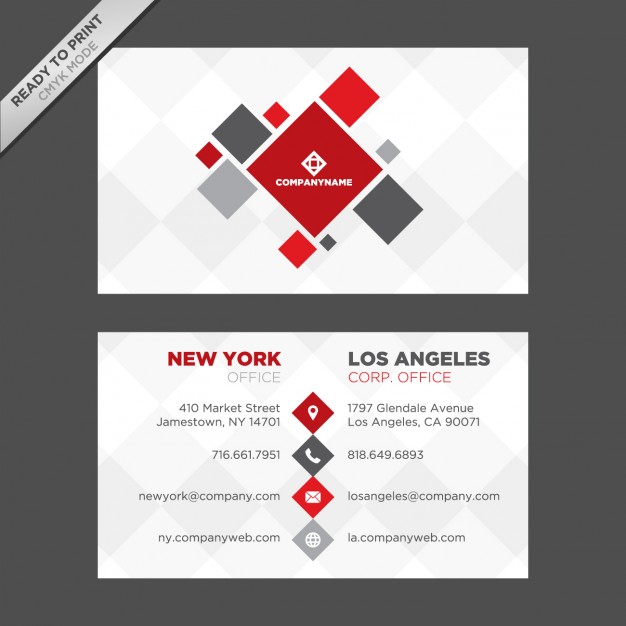 READY TO PRINT
CMYK MODE
COMPANYNAME
NEW YORK
OFFICE
410 Market Street
Jamestown, NY 14701
716.661.7951
newyork@company.com
ny.companyweb.com
LOS ANGELES
CORP. OFFICE
1797 Glendale Avenue
Los Angeles, CA 90071
818.649.6893
losangeles@company.com
la.companyweb.com